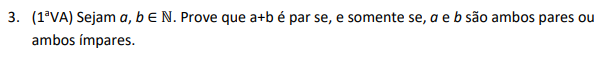 3. (1ªVA) Sejam a, b ∈ ℕ. Prove que a+b é par se, e somente se, a e b são ambos pares ou
ambos ímpares.